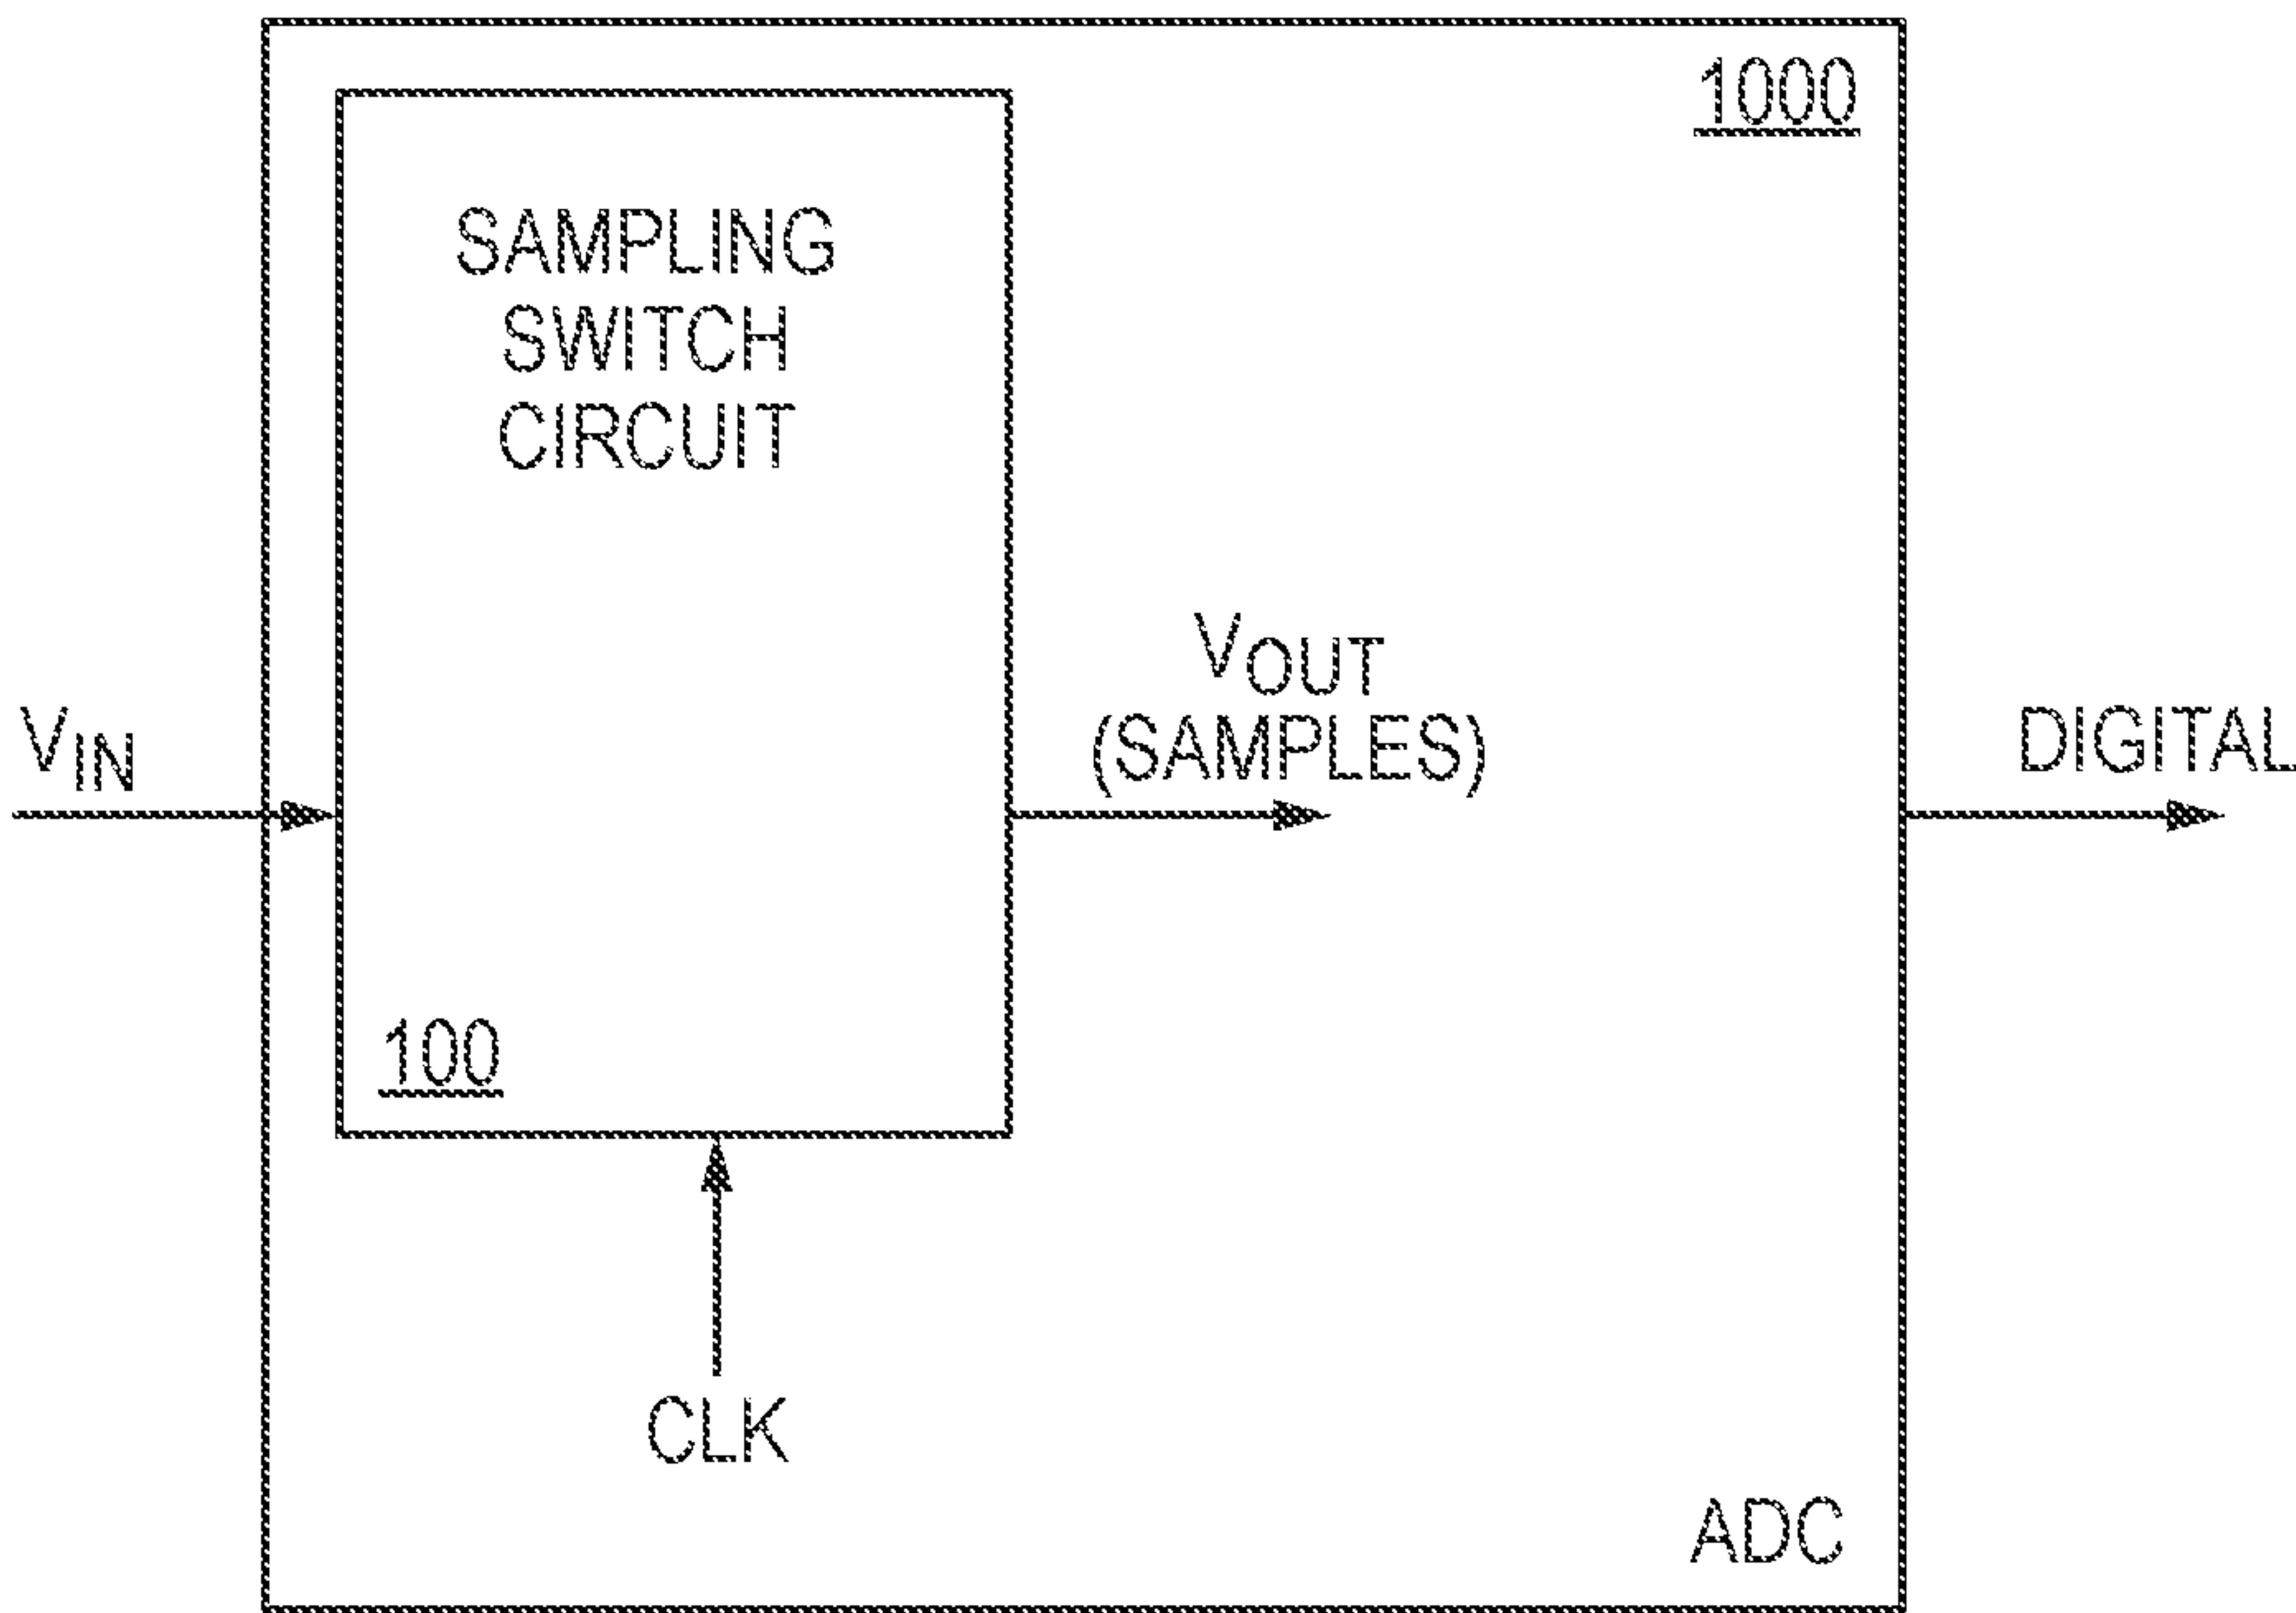 1000
SAMPLING
SWITCH
CIRCUIT
VOUT
(SAMPLES)
VIN
DIGITAL
100
CLK
ADC